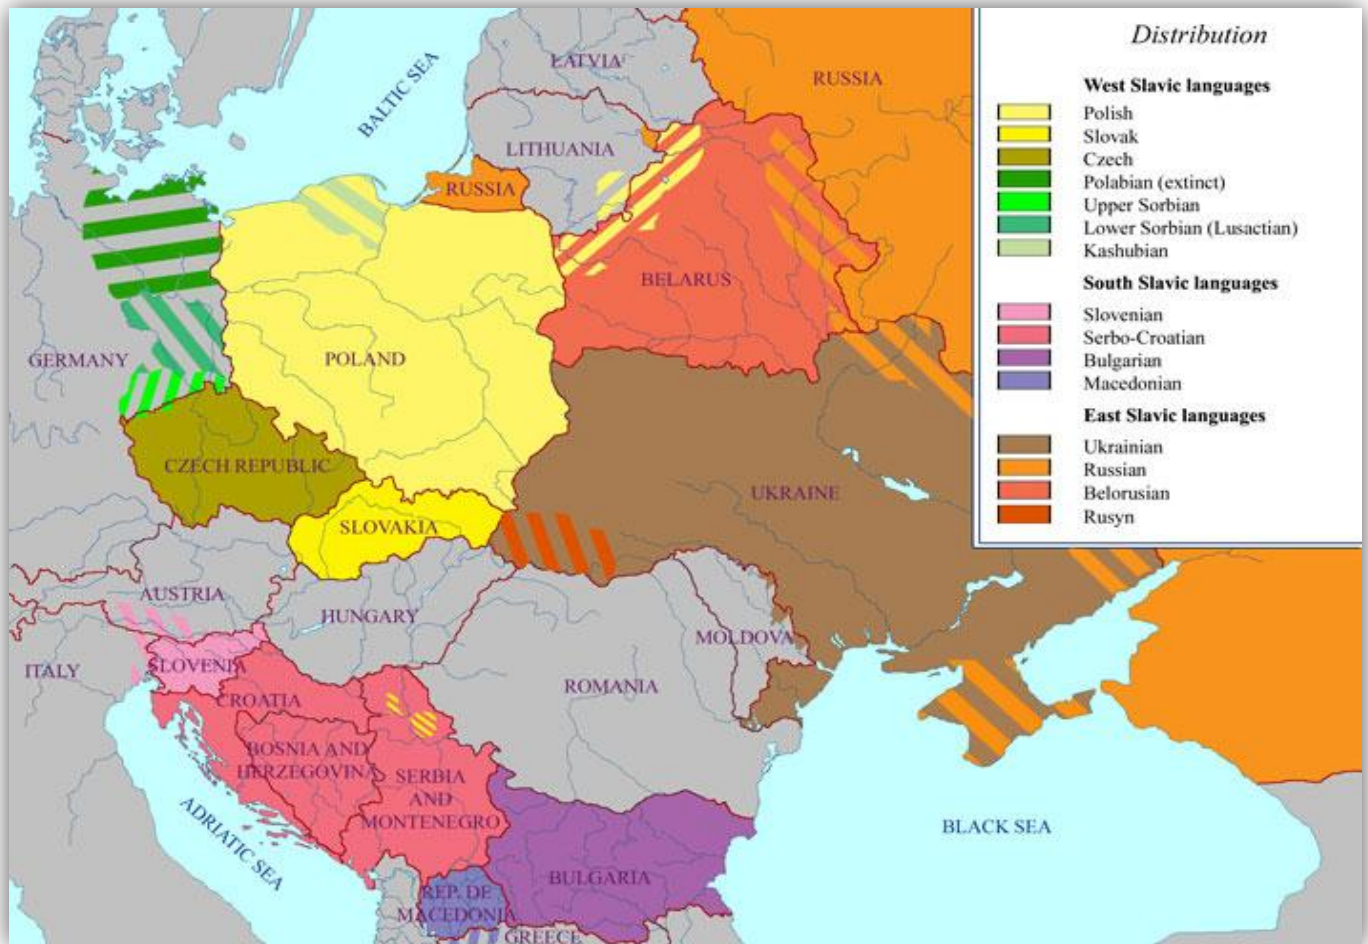 Distribution
West Slavic languages
Polish
Slovak
Czech
Polabian (extinct)
Upper Sorbian
Lower Sorbian (Lusactian)
Kashubian
South Slavic languages
Slovenian
Serbo-Croatian
Bulgarian
Macedonian
East Slavic languages
Ukrainian
Russian
Belorusian
Rusyn
BALTIC SEA
LATVIA
RUSSIA
LITHUANIA
RUSSIA
BELARUS
GERMANY
POLAND
CZECH REPUBLIC
UKRAINE
SLOVAKIA
AUSTRIA
HUNGARY
MOLDOVA
ITALY
SLOVENIA
ROMANIA
CROATIA
BOSNIA AND
HERZEGOVINA
SERBIA
AND
MONTENEGRO
ADRIATIC SEA
BLACK SEA
BULGARIA
REP. DE
MACEDONIA
GREECE